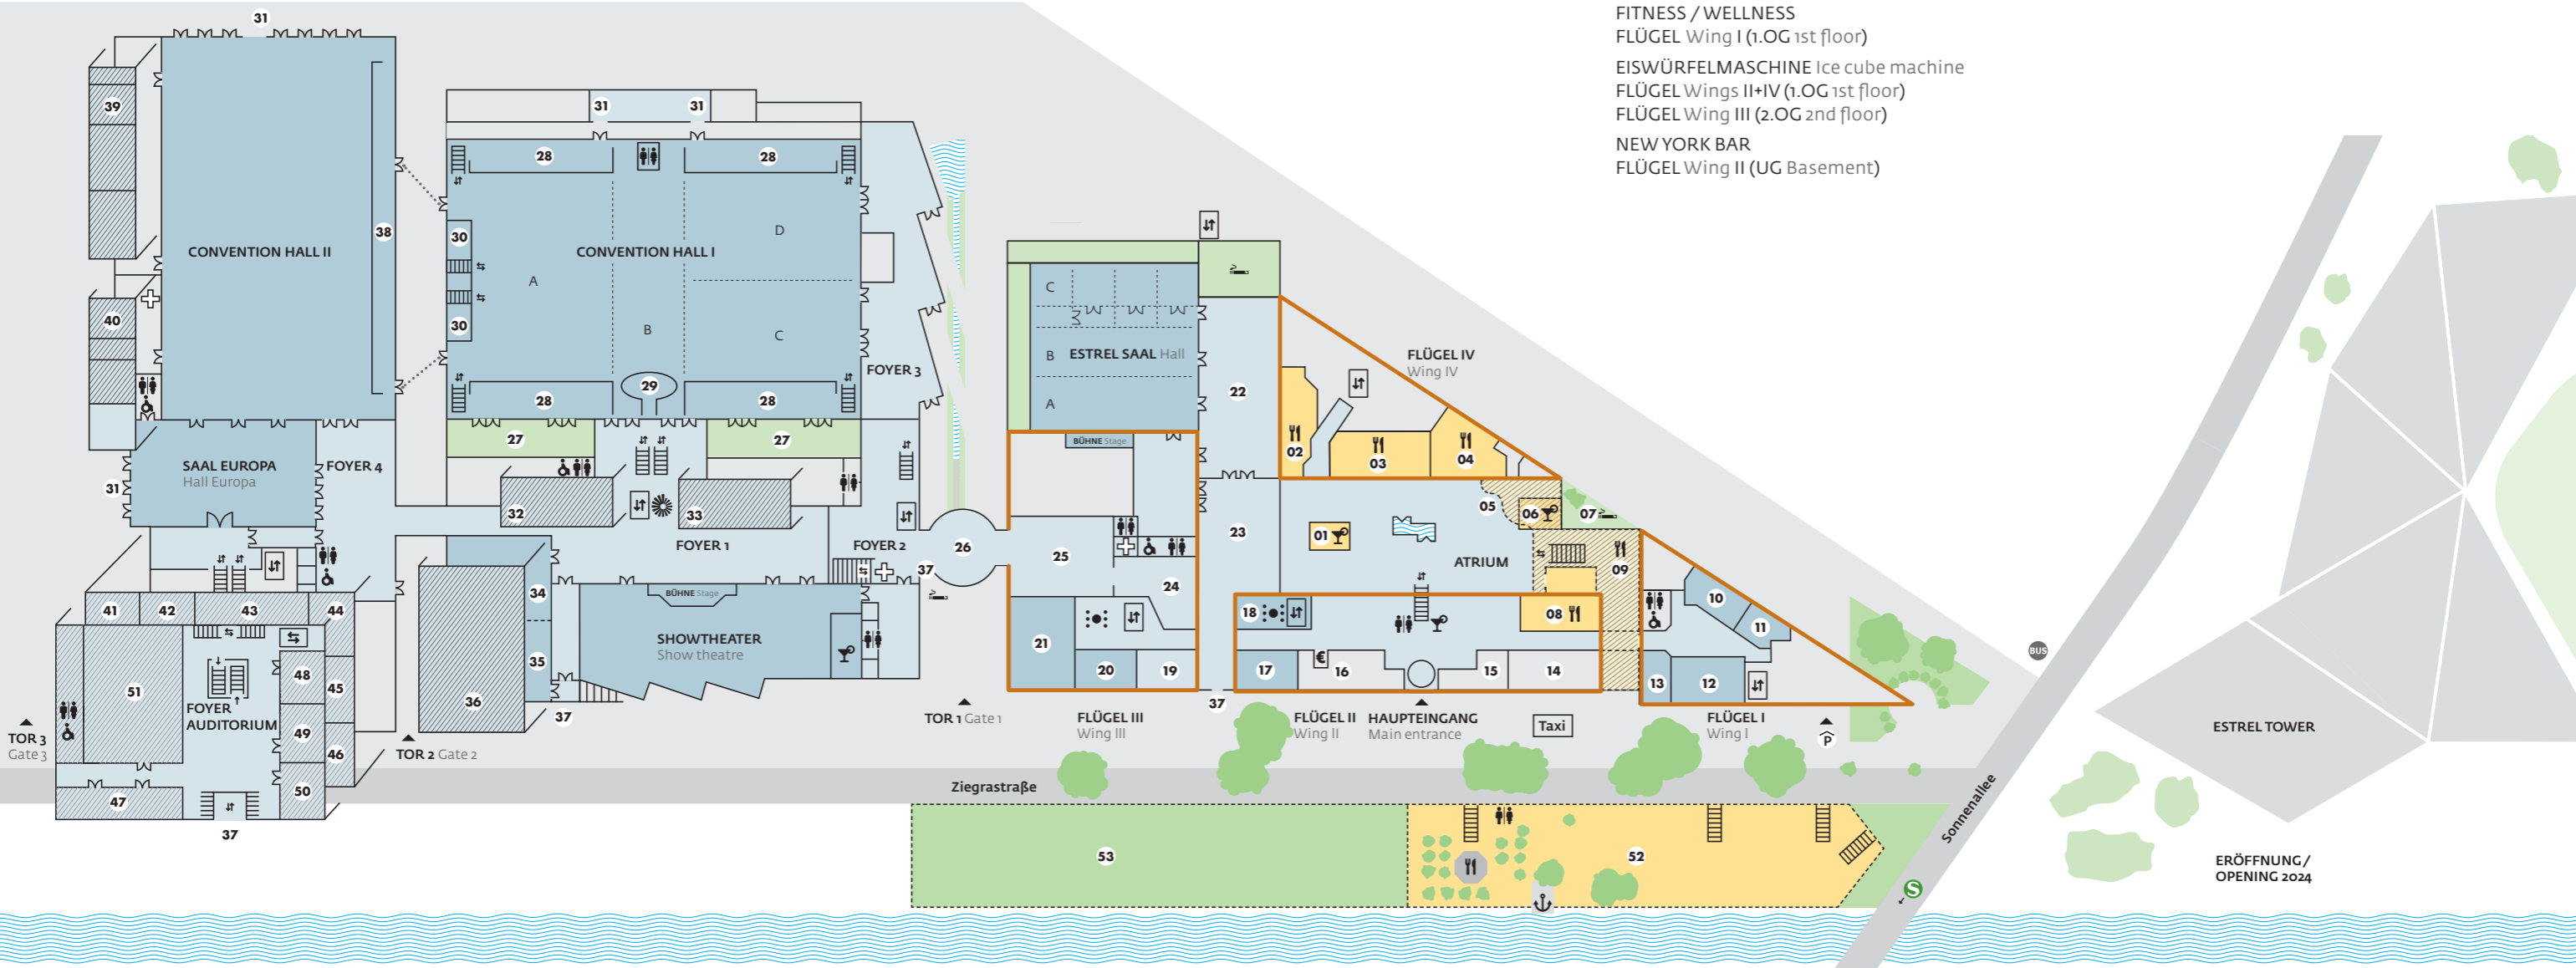 FITNESS / WELLNESS
FLÜGEL Wing I (1.OG 1st floor)
EISWÜRFELMASCHINE Ice cube machine
FLÜGEL Wings II+IV (1.OG 1st floor)
FLÜGEL Wing III (2.OG 2nd floor)
NEW YORK BAR
FLÜGEL Wing II (UG Basement)
31
39
40
38
CONVENTION HALL II
31
31
28
28
30
30
CONVENTION HALL I
A
B
C
D
29
28
28
27
27
FOYER 3
SAAL EUROPA
Hall Europa
FOYER 4
31
32
33
FOYER 1
FOYER 2
26
37
34
35
36
37
BÜHNE Stage
SHOWTHEATER
Show theatre
41
42
43
44
51
48
45
49
46
50
47
FOYER
AUDITORIUM
37
TOR 3
Gate 3
TOR 2 Gate 2
TOR 1 Gate 1
C
B
A
ESTREL SAAL Hall
BÜHNE Stage
22
23
25
24
21
20
19
37
FLÜGEL III
Wing III
FLÜGEL IV
Wing IV
02
03
04
05
06
07
01
ATRIUM
09
08
18
17
€
16
15
14
10
11
13
12
FLÜGEL II
Wing II
HAUPTEINGANG
Main entrance
Taxi
FLÜGEL I
Wing I
P
BUS
Ziegrastraße
Sonnenallee
53
52
S
ESTREL TOWER
ERÖFFNUNG/
OPENING 2024